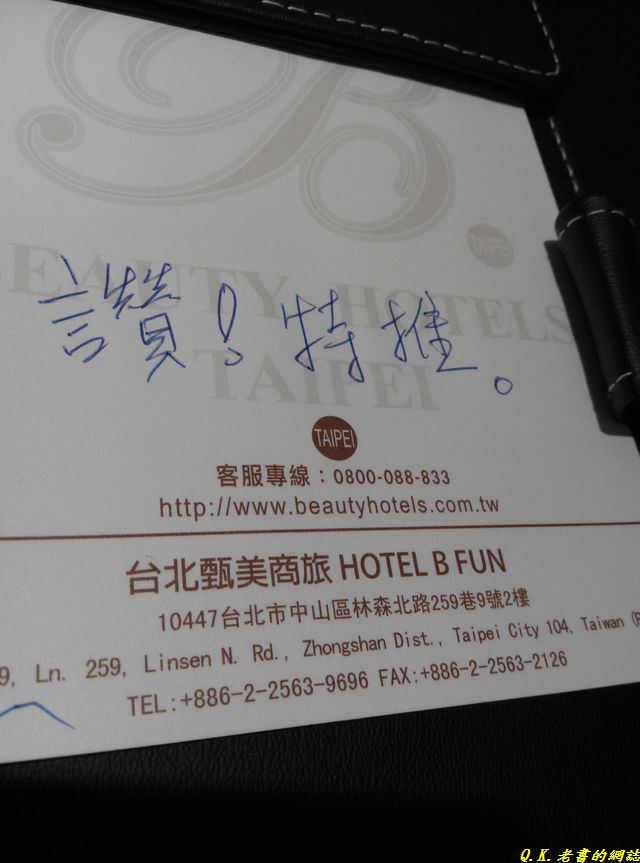 B
TAIPEI
BEAUTY HOTELS
TAIPEI
讚！特推。
TAIPEI
客服專線：0800-088-833
http://www.beautyhotels.com.tw
台北甄美商旅 HOTEL B FUN
10447台北市中山區林森北路259巷9號2樓
9, Ln. 259, Linsen N. Rd., Zhongshan Dist., Taipei City 104, Taiwan (R
TEL:+886-2-2563-9696 FAX:+886-2-2563-2126
Q.K.老書的網誌